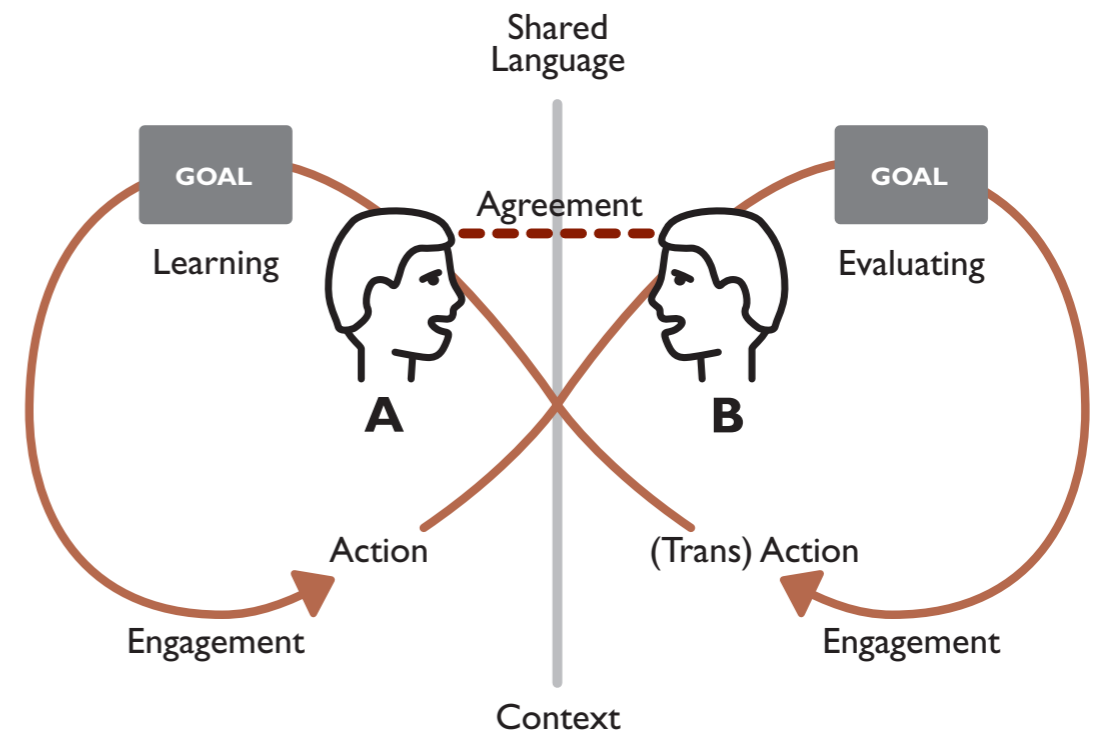 Shared
Language
GOAL
GOAL
Agreement
Learning
Evaluating
A
B
Action
(Trans) Action
Engagement
Engagement
Context